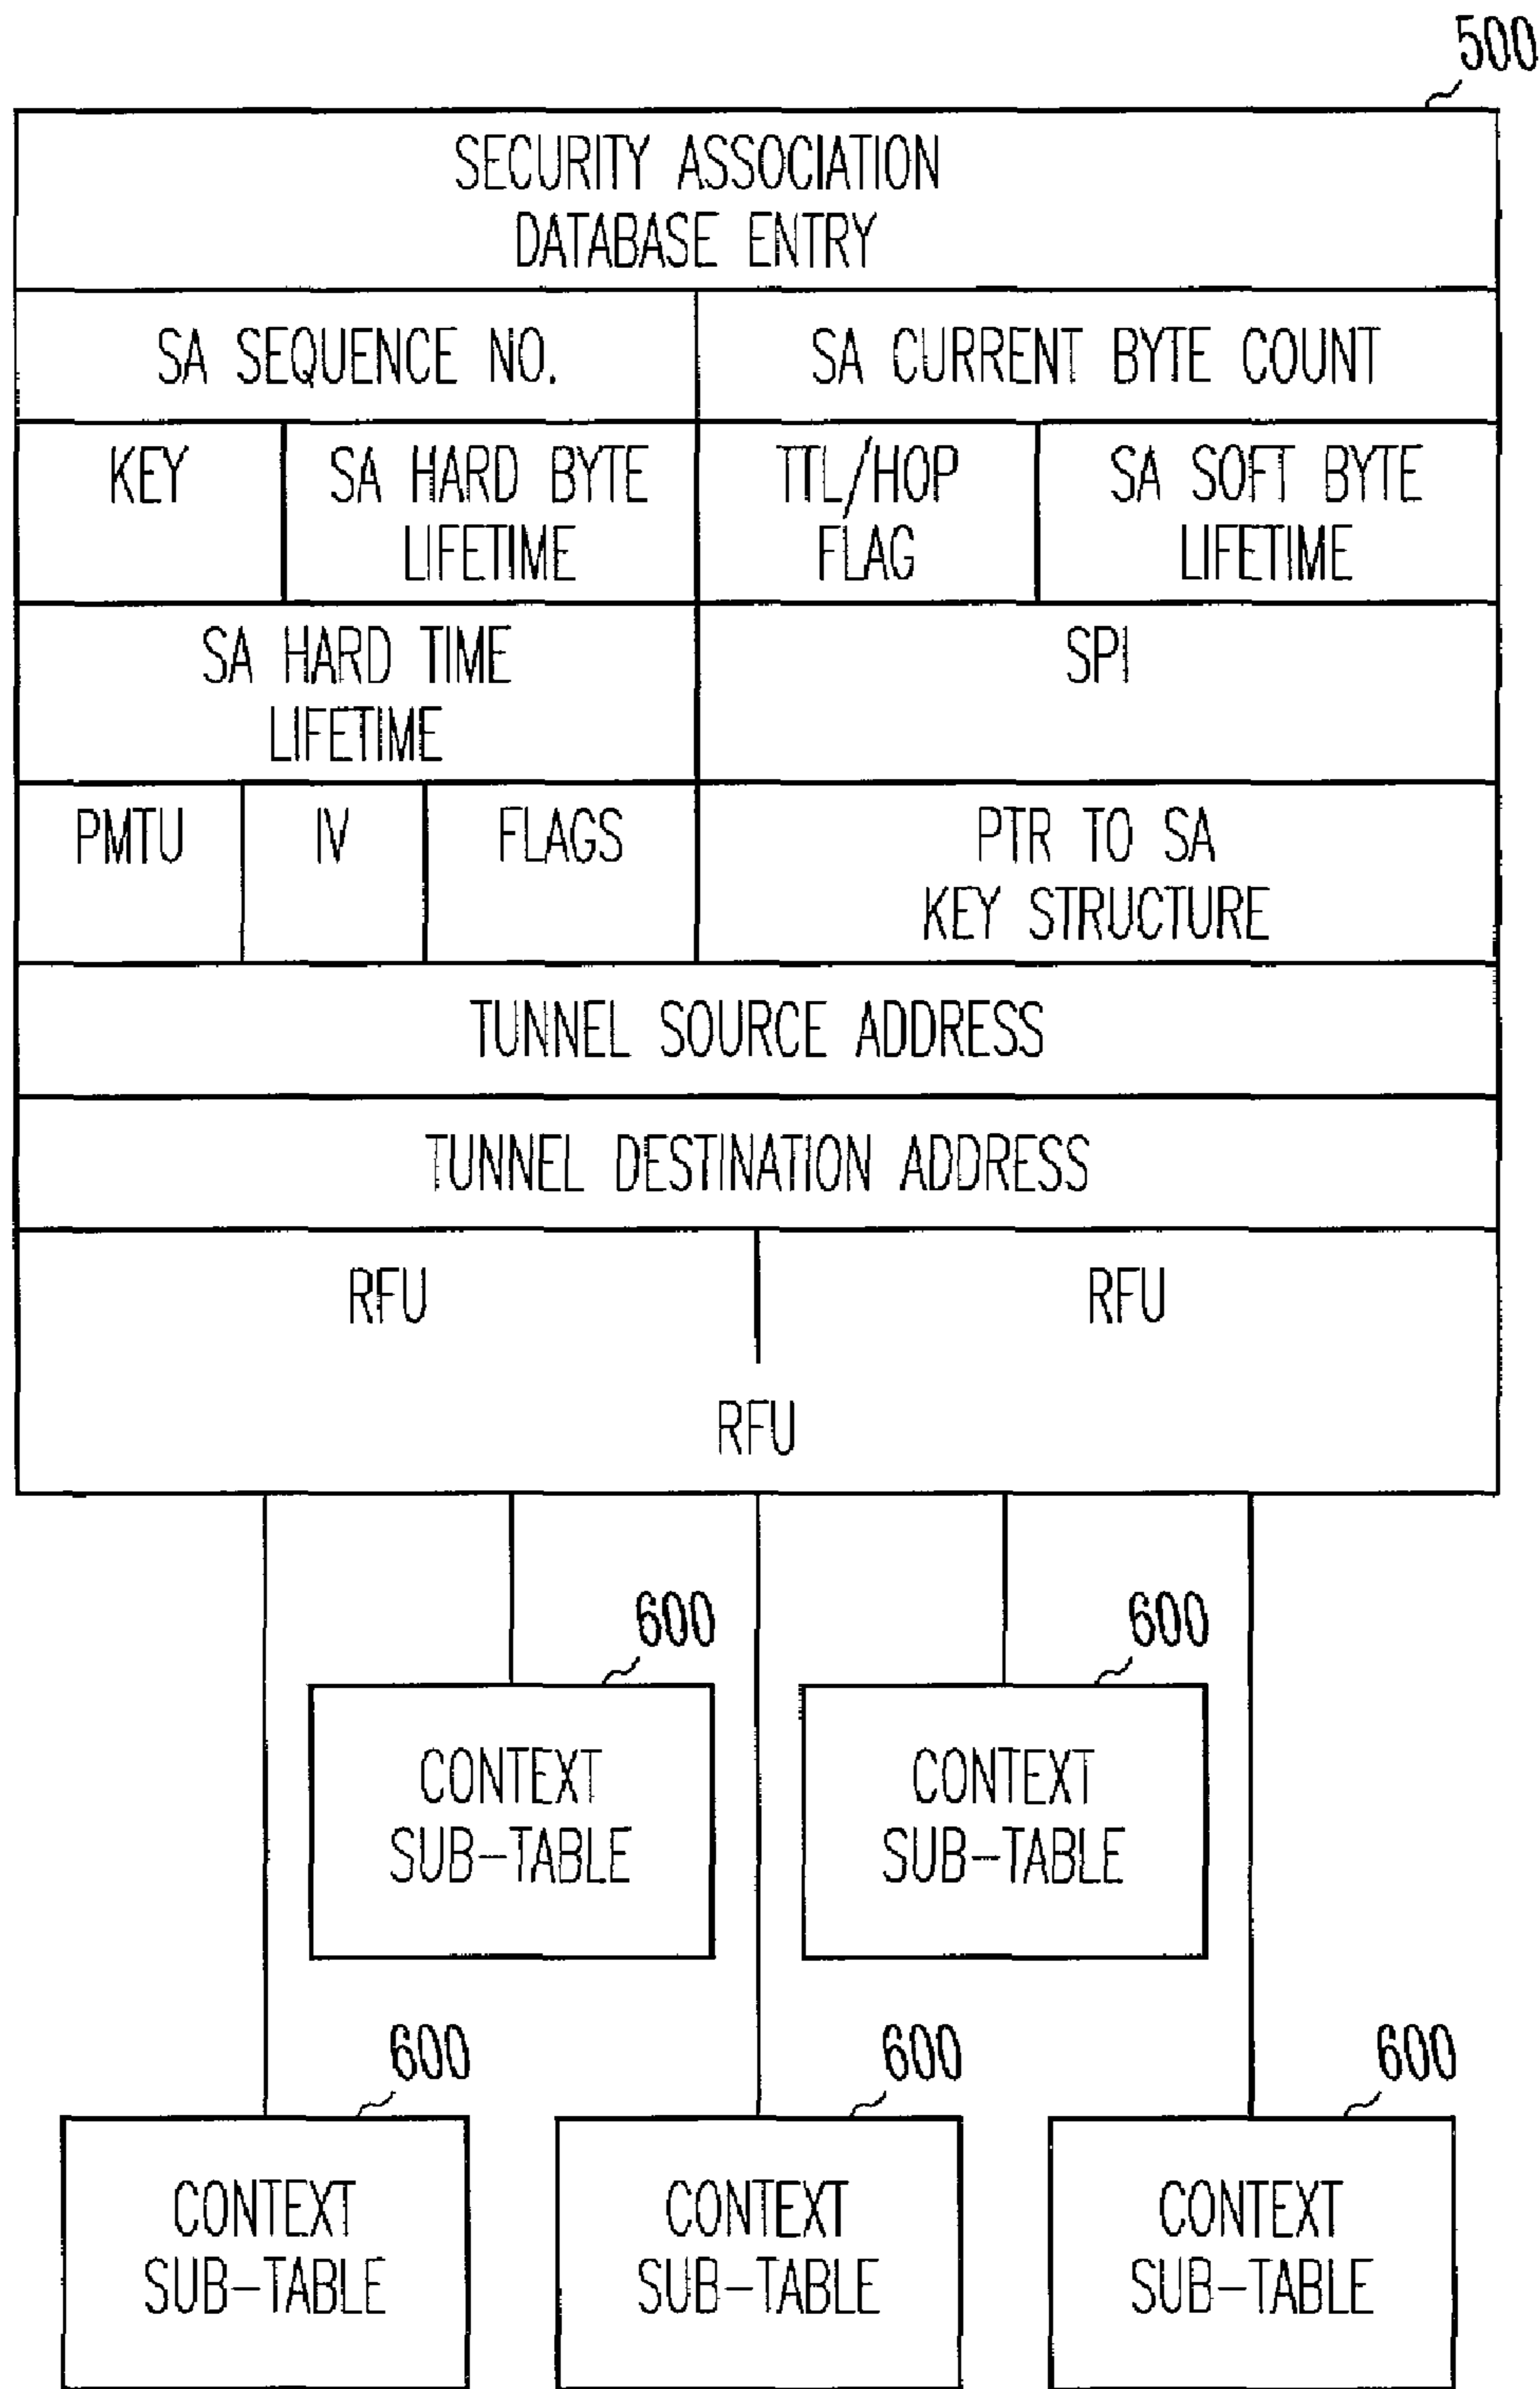 500
SECURITY ASSOCIATION
DATABASE ENTRY
SA SEQUENCE NO.
SA CURRENT BYTE COUNT
KEY
SA HARD BYTE
LIFETIME
TTL/HOP
FLAG
SA SOFT BYTE
LIFETIME
SA HARD TIME
LIFETIME
SPI
PMTU
IV
FLAGS
PTR TO SA
KEY STRUCTURE
TUNNEL SOURCE ADDRESS
TUNNEL DESTINATION ADDRESS
RFU
RFU
RFU
600
CONTEXT
SUB-TABLE
600
CONTEXT
SUB-TABLE
600
CONTEXT
SUB-TABLE
600
CONTEXT
SUB-TABLE
600
CONTEXT
SUB-TABLE